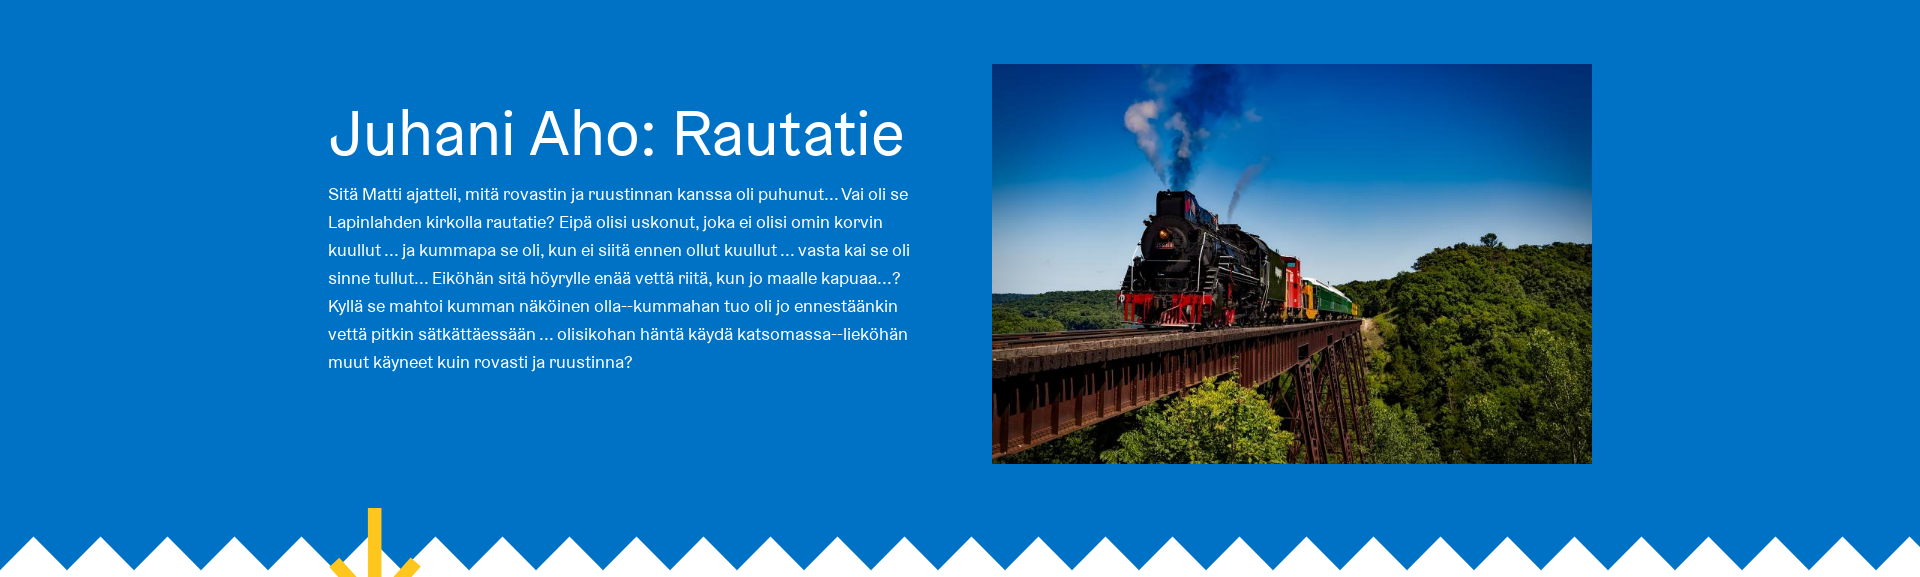 Juhani Aho: Rautatie
Sitä Matti ajatteli, mitä rovastin ja ruustinnan kanssa oli puhunut... Vai oli se
Lapinlahden kirkolla rautatie? Eipä olisi uskonut, joka ei olisi omin korvin
kuullut ... ja kummapa se oli, kun ei siitä ennen ollut kuullut ... vasta kai se oli
sinne tullut... Eiköhän sitä höyrylle enää vettä riitä, kun jo maalle kapuaa...?
Kyllä se mahtoi kumman näköinen olla--kummahan tuo oli jo ennestäänkin
vettä pitkin sätkättäessään ... olisikohan häntä käydä katsomassa--lieköhän
muut käyneet kuin rovasti ja ruustinna?